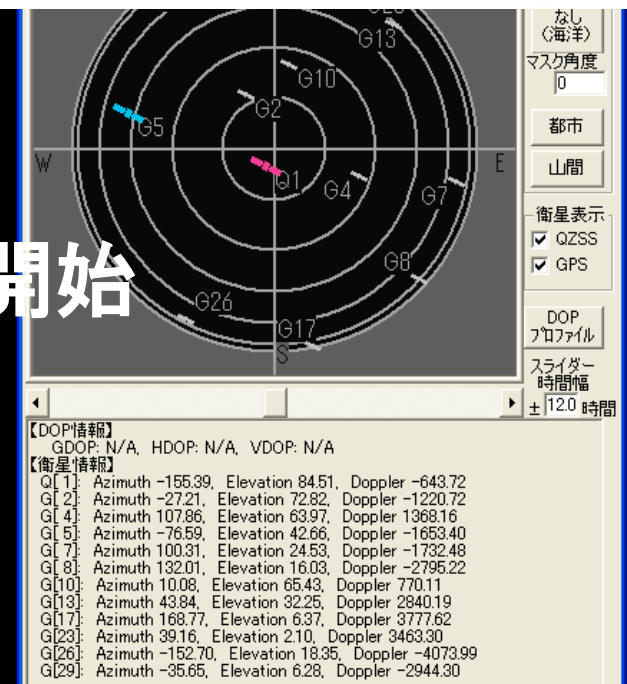 なし
(海洋)
G13
マスク角度
0
G10
G2
都市
G5
W
E
山間
Q1
G4
G7
衛星表示
QZSS
GPS
G8
開始
G26
G17
S
DOP
プロファイル
スライダー
時間幅
± 12.0 時間
【DOP情報】
GDOP: N/A, HDOP: N/A, VDOP: N/A
【衛星情報】
Q[ 1]: Azimuth -155.39, Elevation 84.51, Doppler -643.72
G[ 2]: Azimuth -27.21, Elevation 72.82, Doppler -1220.72
G[ 4]: Azimuth 107.86, Elevation 63.97, Doppler 1368.16
G[ 5]: Azimuth -76.59, Elevation 42.66, Doppler -1653.40
G[ 7]: Azimuth 100.31, Elevation 24.53, Doppler -1732.48
G[ 8]: Azimuth 132.01, Elevation 16.03, Doppler -2795.22
G[10]: Azimuth 10.08, Elevation 65.43, Doppler 770.11
G[13]: Azimuth 43.84, Elevation 32.25, Doppler 2840.19
G[17]: Azimuth 168.77, Elevation 6.37, Doppler 3777.62
G[23]: Azimuth 39.16, Elevation 2.10, Doppler 3463.30
G[26]: Azimuth -152.70, Elevation 18.35, Doppler -4073.99
G[29]: Azimuth -35.65, Elevation 6.28, Doppler -2944.30